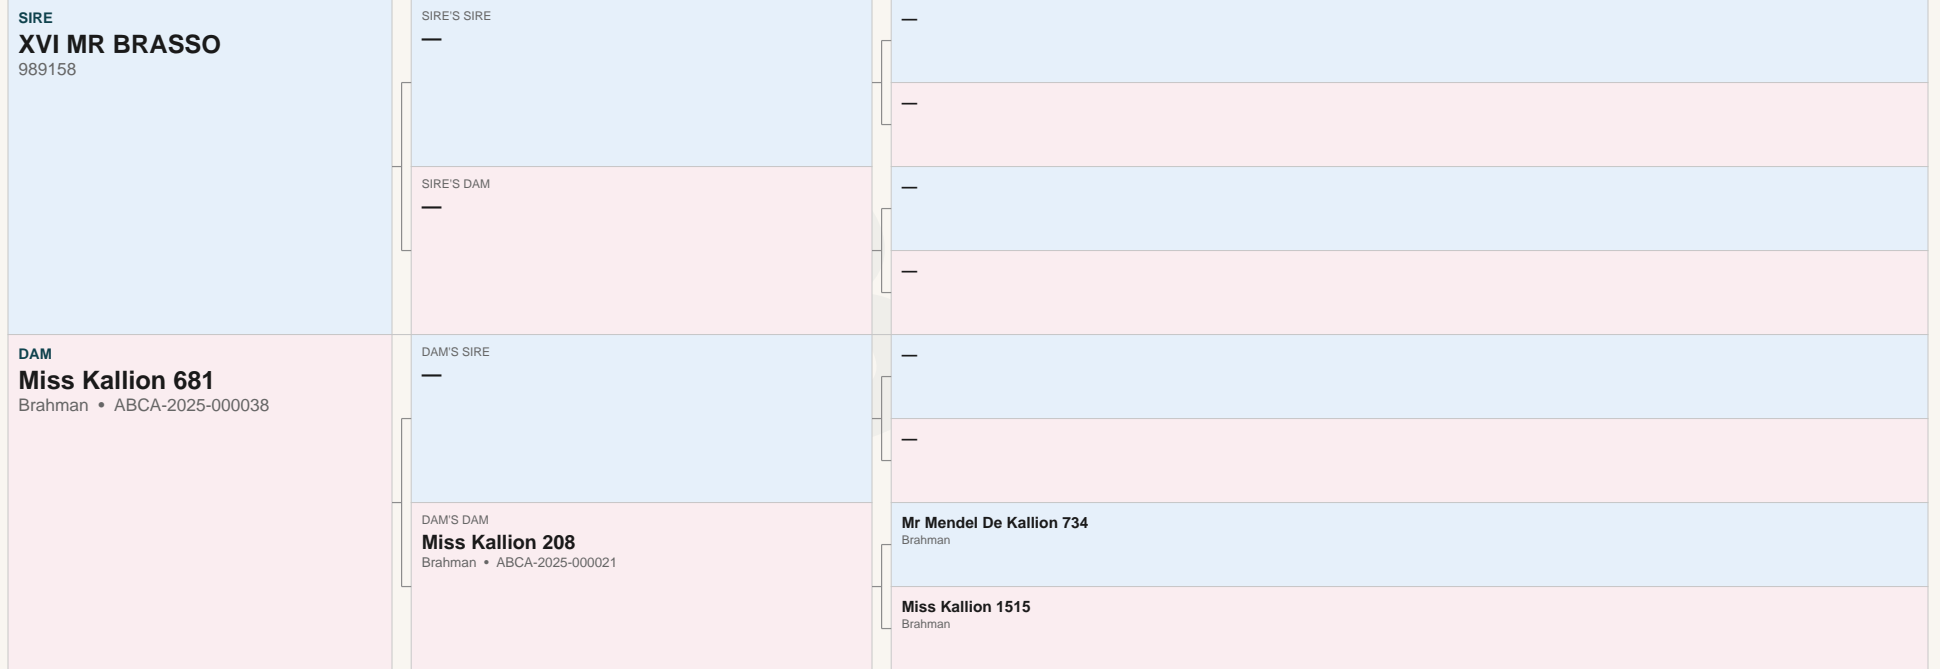 SIRE
XVI MR BRASSO
989158
SIRE'S SIRE
—
SIRE'S DAM
—
—
—
—
—
DAM
Miss Kallion 681
Brahman • ABCA-2025-000038
DAM'S SIRE
—
DAM'S DAM
Miss Kallion 208
Brahman • ABCA-2025-000021
—
—
Mr Mendel De Kallion 734
Brahman
Miss Kallion 1515
Brahman